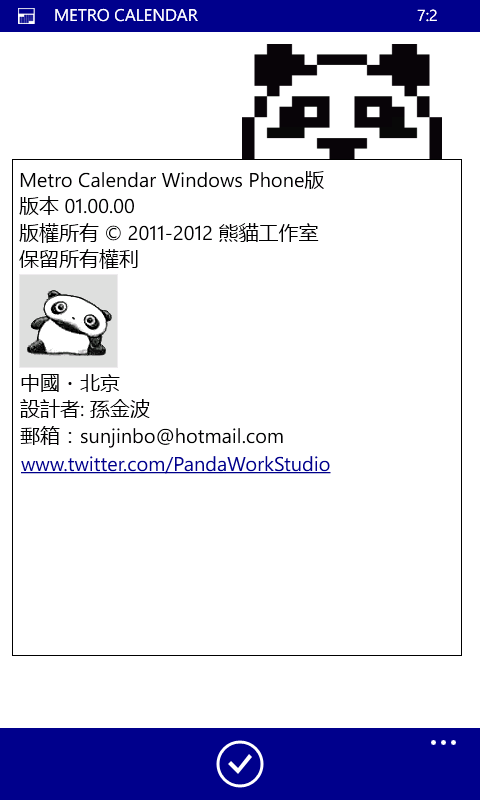 METRO CALENDAR
7:2
Metro Calendar Windows Phone版
版本 01.00.00
版權所有 © 2011-2012 熊貓工作室
保留所有權利
中國・北京
設計者: 孫金波
郵箱：sunjinbo@hotmail.com
www.twitter.com/PandaWorkStudio